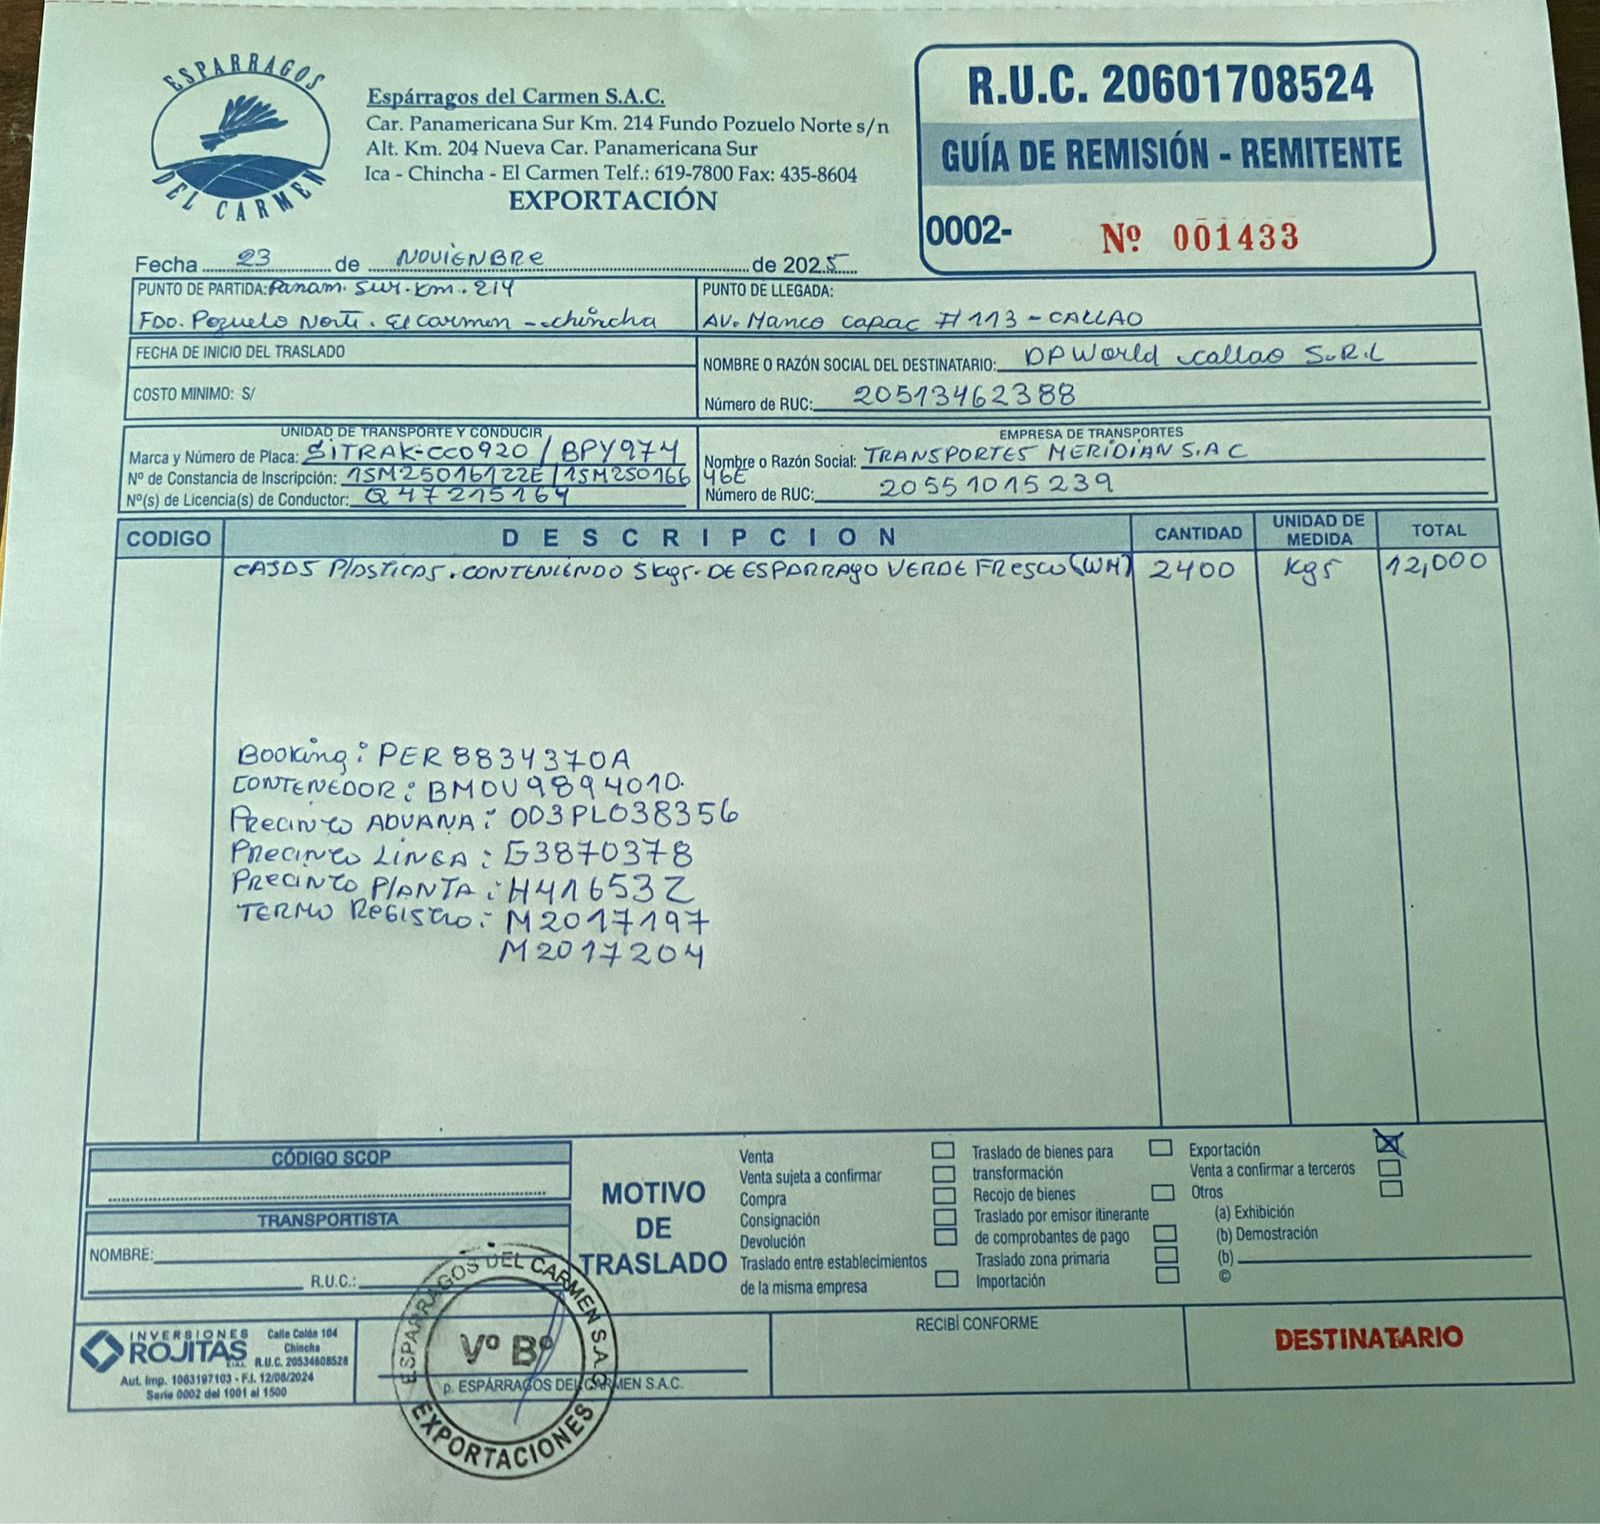 ESPARRAGOS DEL CARMEN
Espárragos del Carmen S.A.C.
Car. Panamericana Sur Km. 214 Fundo Pozuelo Norte s/n
Alt. Km. 204 Nueva Car. Panamericana Sur
Ica - Chincha - El Carmen Telf.: 619-7800 Fax: 435-8604
EXPORTACIÓN
R.U.C. 20601708524
GUÍA DE REMISIÓN - REMITENTE
0002- Nº 001433
Fecha 23 de NOVIENBRE de 2025
PUNTO DE PARTIDA: Panam. Sur. Km. 214
FDO. Pozuelo Norte. El Carmen - chincha
PUNTO DE LLEGADA:
AV. Manco Capac # 113 - CALLAO
FECHA DE INICIO DEL TRASLADO
COSTO MINIMO: S/
NOMBRE O RAZÓN SOCIAL DEL DESTINATARIO: DP World callao S.R.L
Número de RUC: 20513462388
UNIDAD DE TRANSPORTE Y CONDUCIR
Marca y Número de Placa: SITRAK-CCO920 / BPY974
Nº de Constancia de Inscripción: 15M25016122E / 15M250166
46E
Nº(s) de Licencia(s) de Conductor: Q 47215164
EMPRESA DE TRANSPORTES
Nombre o Razón Social: TRANSPORTES MERIDIAN S.A.C
Número de RUC: 20551015239
CODIGO DESCRIPCION CANTIDAD UNIDAD DE MEDIDA TOTAL
CAJAS PlASTICAS. CONTENIENDO 5 kgs. DE ESPARRAGO VERDE FRESCO (WM) 2400 Kgs 12,000
Booking: PER8834370A
CONTENEDOR: BMOU9894010.
Precinto ADUANA: 003PL038356
Precinto LINEA: G3870378
PRECINTO PlANTA: H416532
TERMO REGISTRO: M2017197
M2017204
CÓDIGO SCOP
TRANSPORTISTA
NOMBRE:
R.U.C.:
MOTIVO
DE
TRASLADO
Venta
Venta sujeta a confirmar
Compra
Consignación
Devolución
Traslado entre establecimientos
de la misma empresa
Traslado de bienes para
transformación
Recojo de bienes
Traslado por emisor itinerante
de comprobantes de pago
Traslado zona primaria
Importación
Exportación X
Venta a confirmar a terceros
Otros
(a) Exhibición
(b) Demostración
(b)
©
INVERSIONES
ROJITAS E.I.R.L.
Calle Colón 104
Chincha
R.U.C. 20534608528
Aut. Imp. 1063197103 - F.I. 12/08/2024
Serie 0002 del 1001 al 1500
ESPARRAGOS DEL CARMEN S.A.C.
Vº Bº
EXPORTACIONES
p. ESPÁRRAGOS DEL CARMEN S.A.C.
RECIBÍ CONFORME
DESTINATARIO